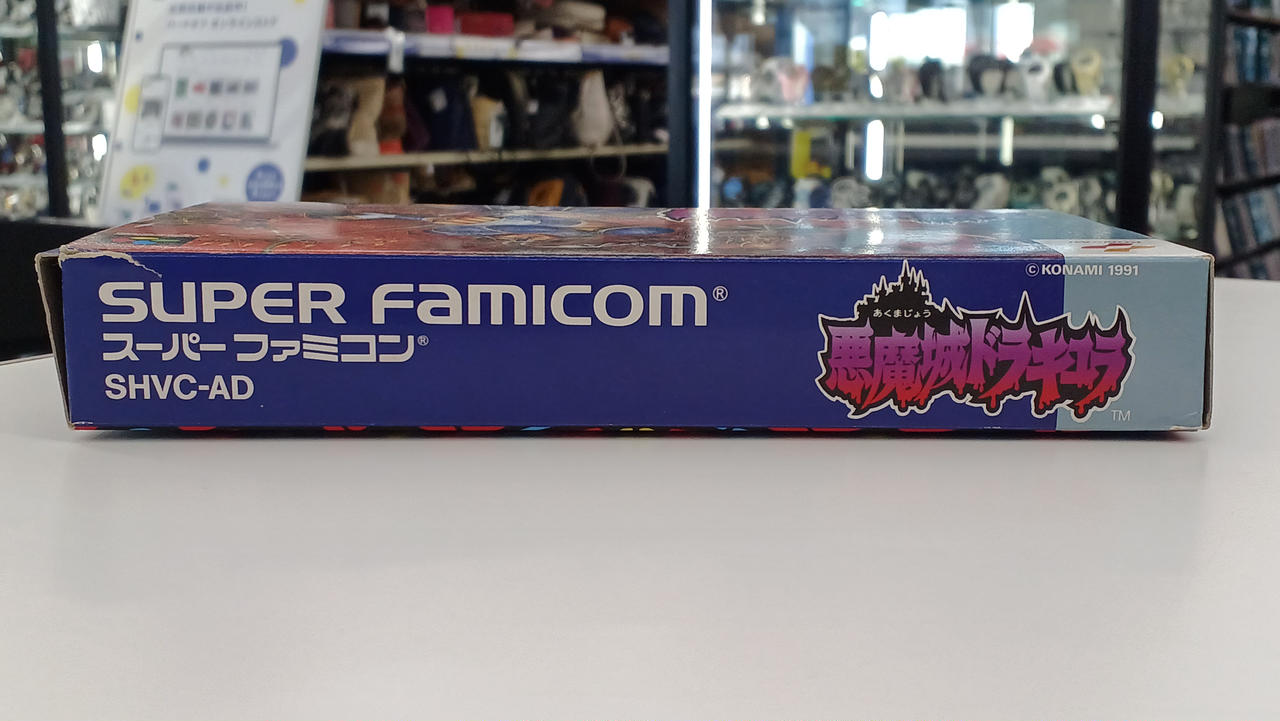 SUPER FAMICOM®
スーパーファミコン®
SHVC-AD
© KONAMI 1991
あくまじょう
悪魔城ドラキュラ
TM